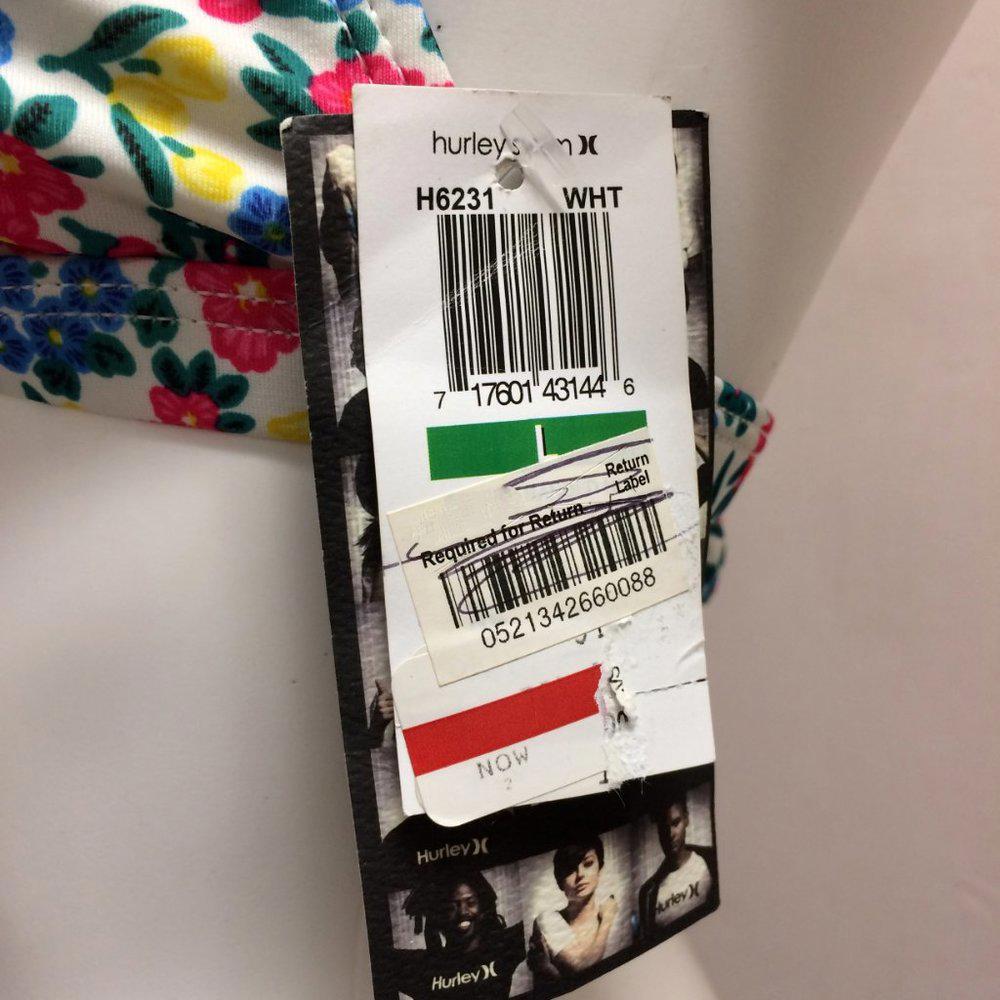 hurley
H6231 WHT
7 17601 43144 6
L
Return
Label
Required for Return
0521342660088
NOW
Hurley
Hurley
Hurley